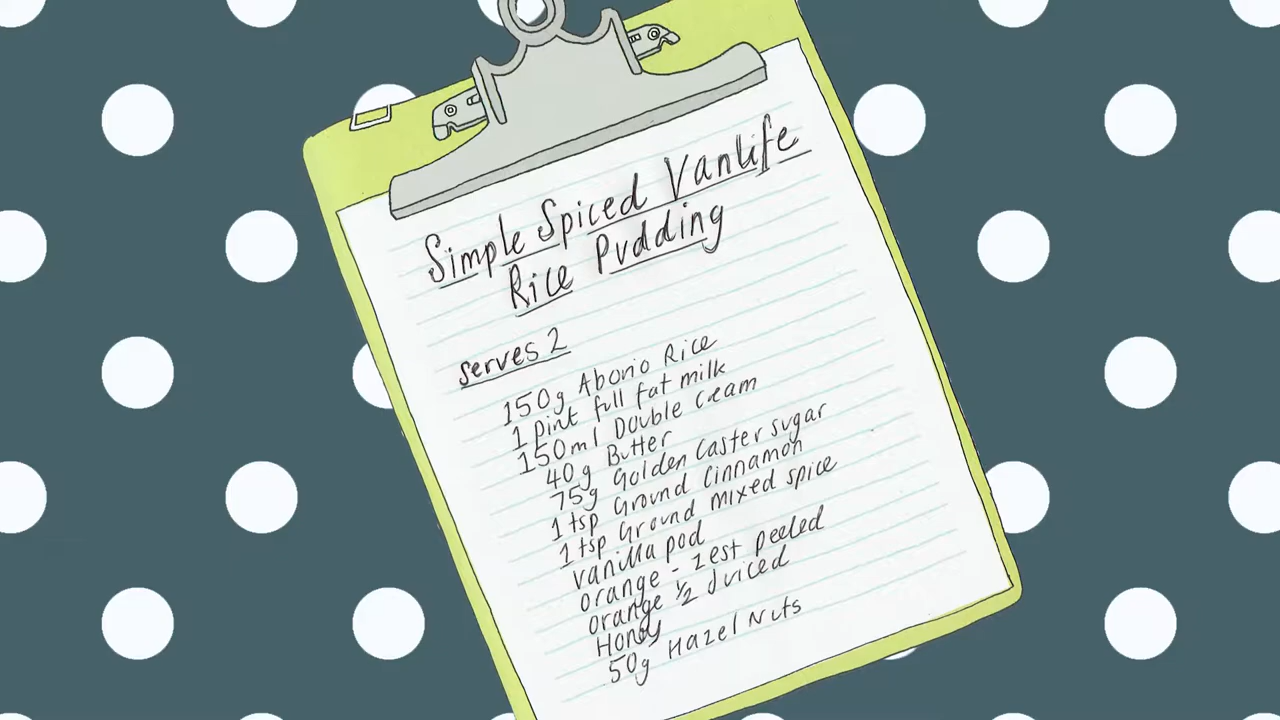 Simple Spiced Vanlife
Rice Pudding
serves 2
150g Aborio Rice
1 pint full fat milk
150ml Double Cream
40g Butter
75g Golden Caster sugar
1 tsp Ground Cinnamon
1 tsp Ground mixed spice
vanilla pod
orange - zest peeled
orange 1/2 Juiced
Honey
50g Hazel Nuts